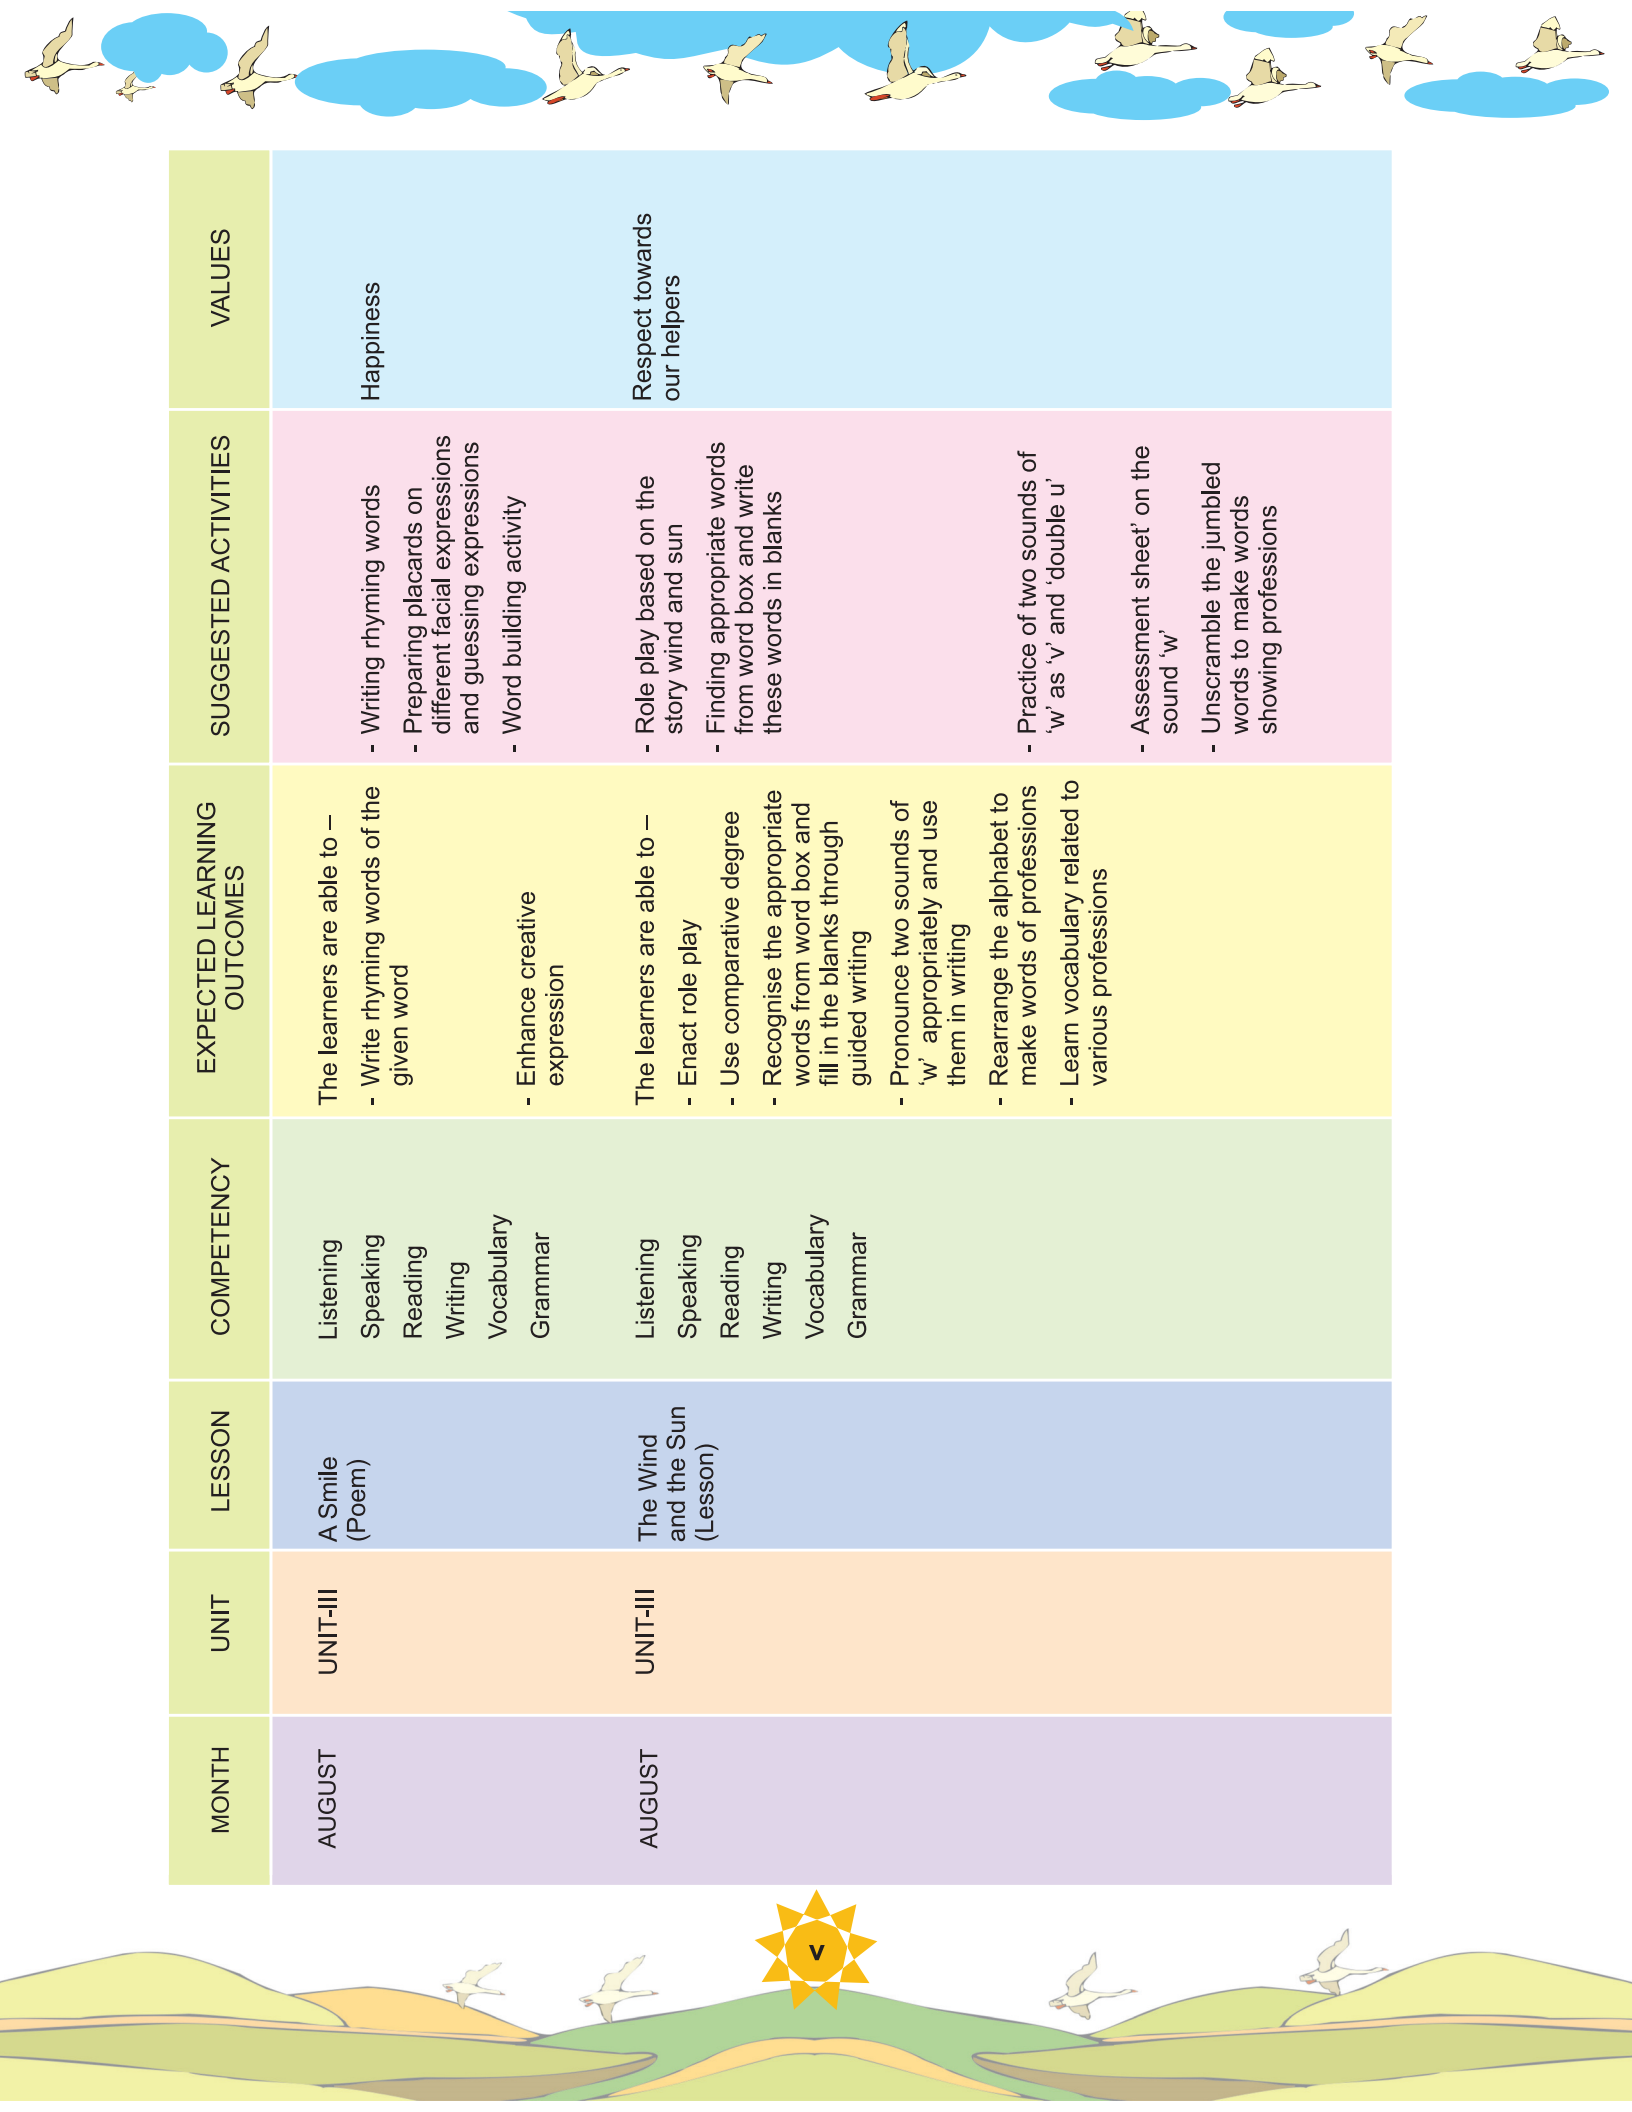 MONTH
UNIT
LESSON
COMPETENCY
EXPECTED LEARNING
OUTCOMES
SUGGESTED ACTIVITIES
VALUES
AUGUST
UNIT-III
A Smile
(Poem)
Listening
Speaking
Reading
Writing
Vocabulary
Grammar
The learners are able to –
- Write rhyming words of the
given word
- Enhance creative
expression
- Writing rhyming words
- Preparing placards on
different facial expressions
and guessing expressions
- Word building activity
Happiness
AUGUST
UNIT-III
The Wind
and the Sun
(Lesson)
Listening
Speaking
Reading
Writing
Vocabulary
Grammar
The learners are able to –
- Enact role play
- Use comparative degree
- Recognise the appropriate
words from word box and
fill in the blanks through
guided writing
- Pronounce two sounds of
‘w’ appropriately and use
them in writing
- Rearrange the alphabet to
make words of professions
- Learn vocabulary related to
various professions
- Role play based on the
story wind and sun
- Finding appropriate words
from word box and write
these words in blanks
- Practice of two sounds of
‘w’ as ‘v’ and ‘double u’
- Assessment sheet’ on the
sound ‘w’
- Unscramble the jumbled
words to make words
showing professions
Respect towards
our helpers
v